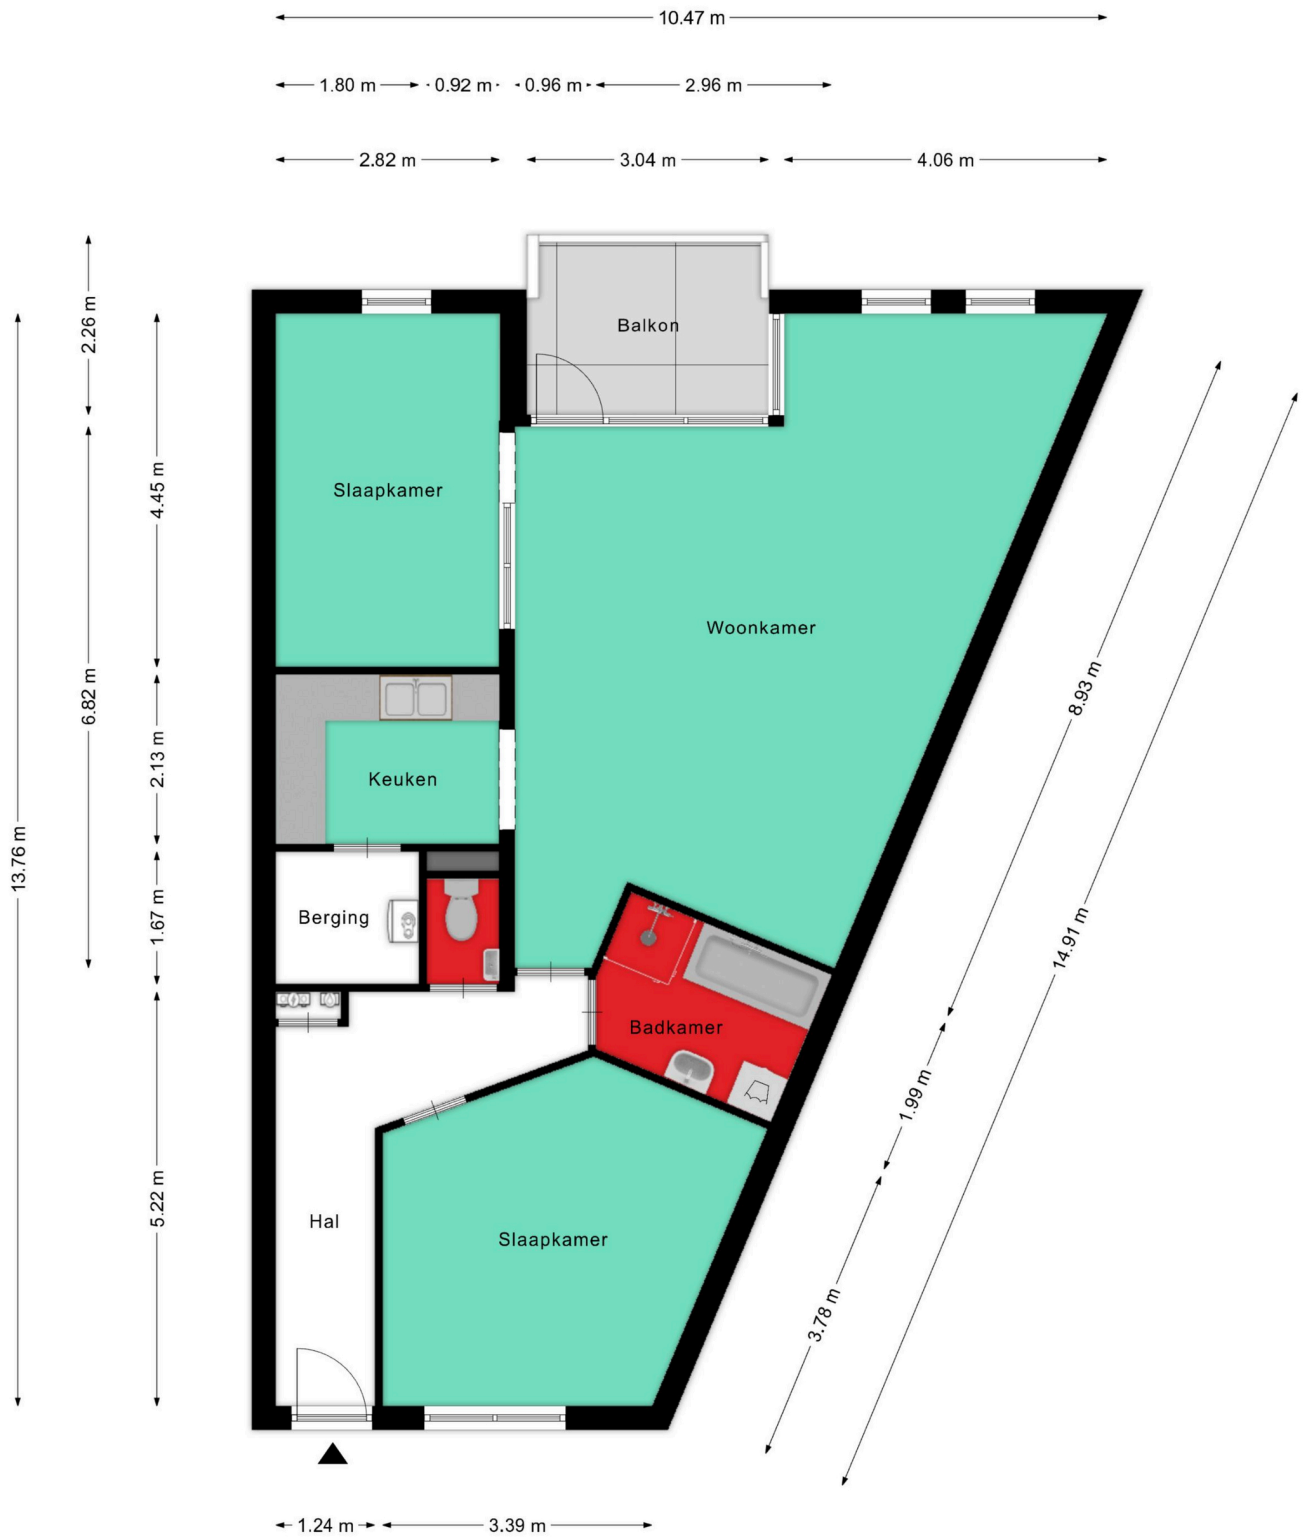 10.47 m
1.80 m
0.92 m
0.96 m
2.96 m
2.82 m
3.04 m
4.06 m
2.26 m
Balkon
4.45 m
Slaapkamer
Woonkamer
6.82 m
8.93 m
2.13 m
Keuken
13.76 m
1.67 m
Berging
14.91 m
Badkamer
1.99 m
5.22 m
Hal
Slaapkamer
3.78 m
1.24 m
3.39 m